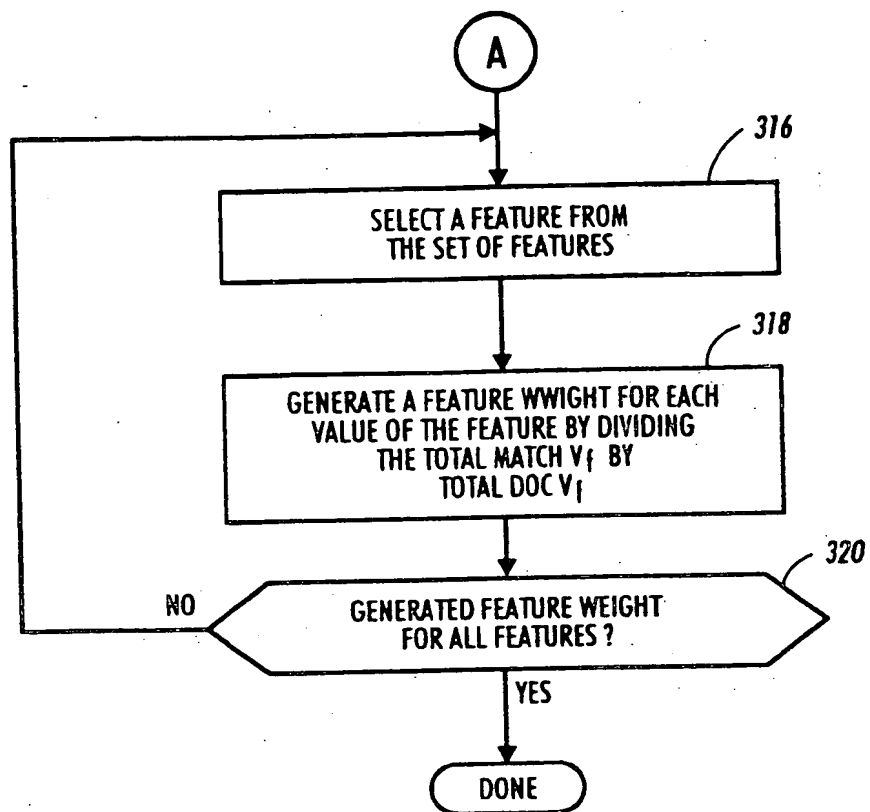 A
316
SELECT A FEATURE FROM
THE SET OF FEATURES
318
GENERATE A FEATURE WWIGHT FOR EACH
VALUE OF THE FEATURE BY DIVIDING
THE TOTAL MATCH Vf BY
TOTAL DOC Vf
320
NO
GENERATED FEATURE WEIGHT
FOR ALL FEATURES ?
YES
DONE